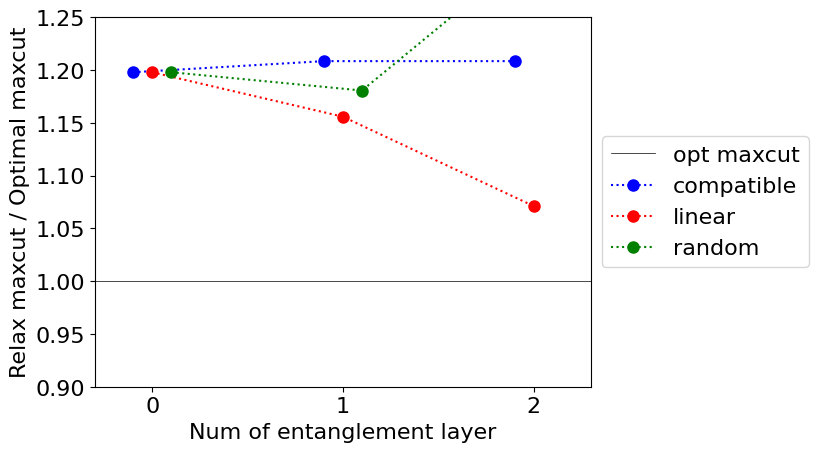 Relax maxcut / Optimal maxcut
1.25
1.20
1.15
1.10
1.05
1.00
0.95
0.90
0
1
2
Num of entanglement layer
opt maxcut
compatible
linear
random